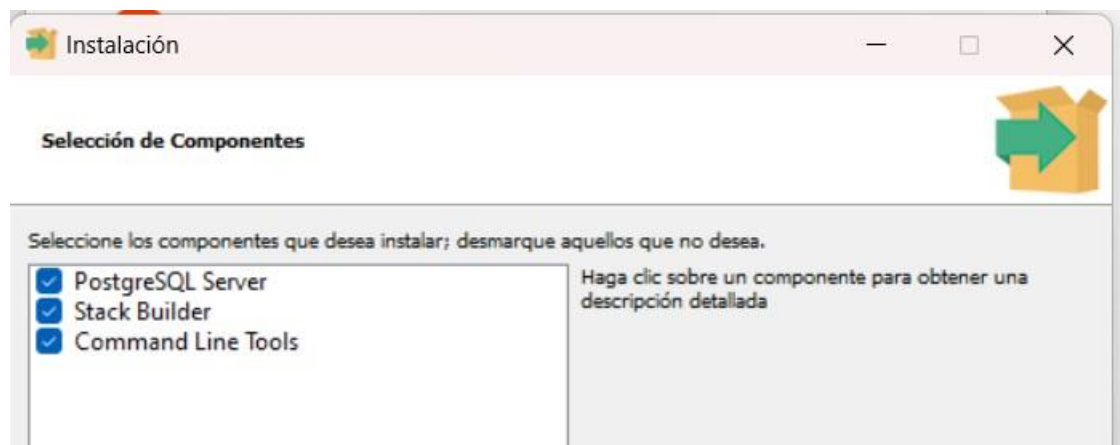 Instalación
Selección de Componentes
Seleccione los componentes que desea instalar; desmarque aquellos que no desea.
PostgreSQL Server
Stack Builder
Command Line Tools
Haga clic sobre un componente para obtener una
descripción detallada